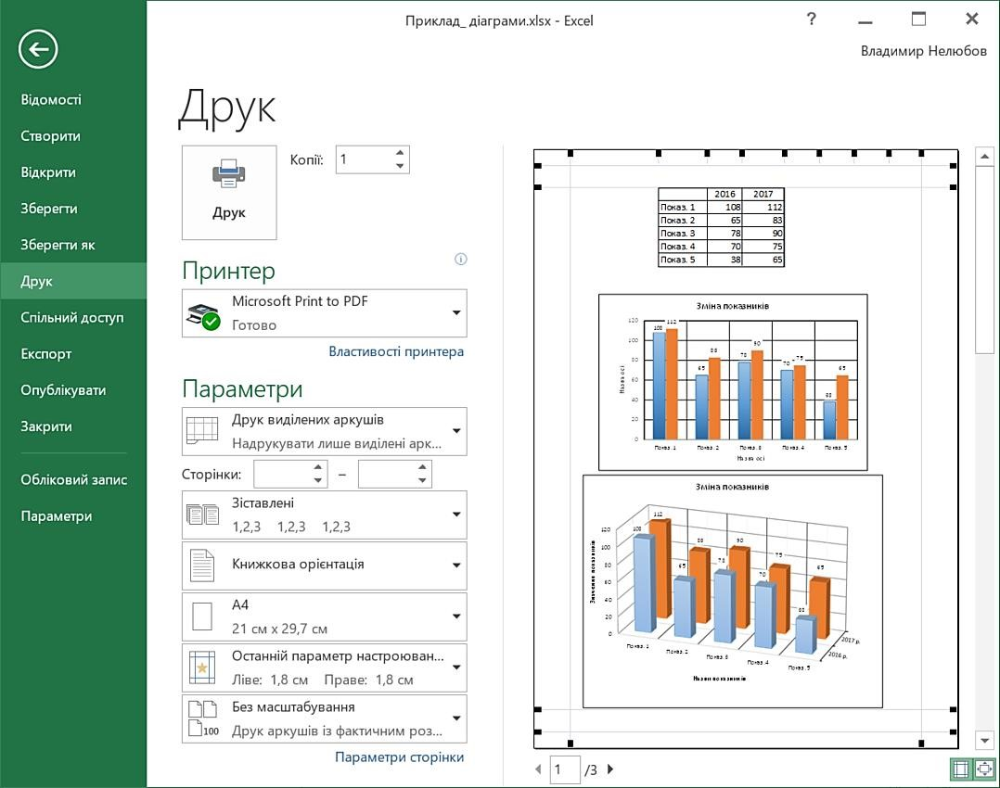 Приклад_ діаграми.xlsx - Excel
?
Владимир Нелюбов
Відомості
Створити
Відкрити
Зберегти
Зберегти як
Друк
Спільний доступ
Експорт
Опублікувати
Закрити
Обліковий запис
Параметри
Друк
Друк
Копії: 1
Принтер
Microsoft Print to PDF
Готово
Властивості принтера
Параметри
Друк виділених аркушів
Надрукувати лише виділені арк...
Сторінки: –
Зіставлені
1,2,3 1,2,3 1,2,3
Книжкова орієнтація
A4
21 см x 29,7 см
Останній параметр настроюван...
Ліве: 1,8 см Праве: 1,8 см
Без масштабування
100
Друк аркушів із фактичним роз...
Параметри сторінки
2016 2017
Показ. 1 108 112
Показ. 2 65 83
Показ. 3 78 90
Показ. 4 70 75
Показ. 5 38 65
Зміна показників
120
100
80
60
40
20
0
108 112
65
78 90
70 75
65
Назва осі
Показ. 1 Показ. 2 Показ. 3 Показ. 4 Показ. 5
Назва осі
Зміна показників
120
100
80
60
40
20
0
108 112
65
78 90
70 75
65
Значення показників
Показ. 1 Показ. 2 Показ. 3 Показ. 4 Показ. 5
2017 р.
2016 р.
Назви показників
1 /3